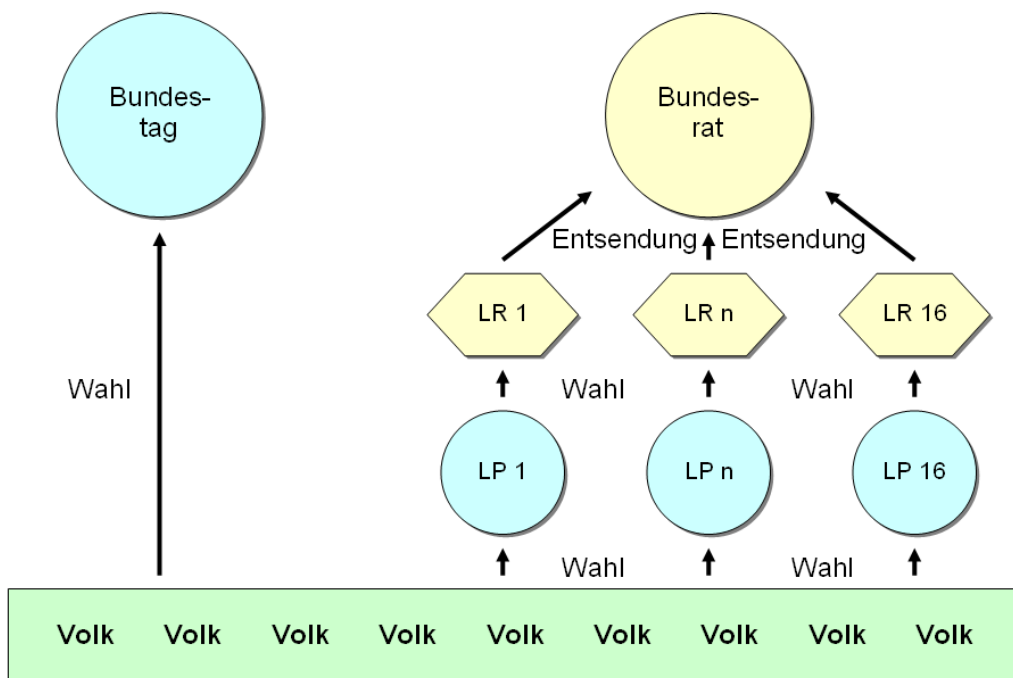 Bundes-
tag
Bundes-
rat
Entsendung Entsendung
LR 1 LR n LR 16
Wahl Wahl Wahl
LP 1 LP n LP 16
Wahl Wahl
Volk Volk Volk Volk Volk Volk Volk Volk Volk